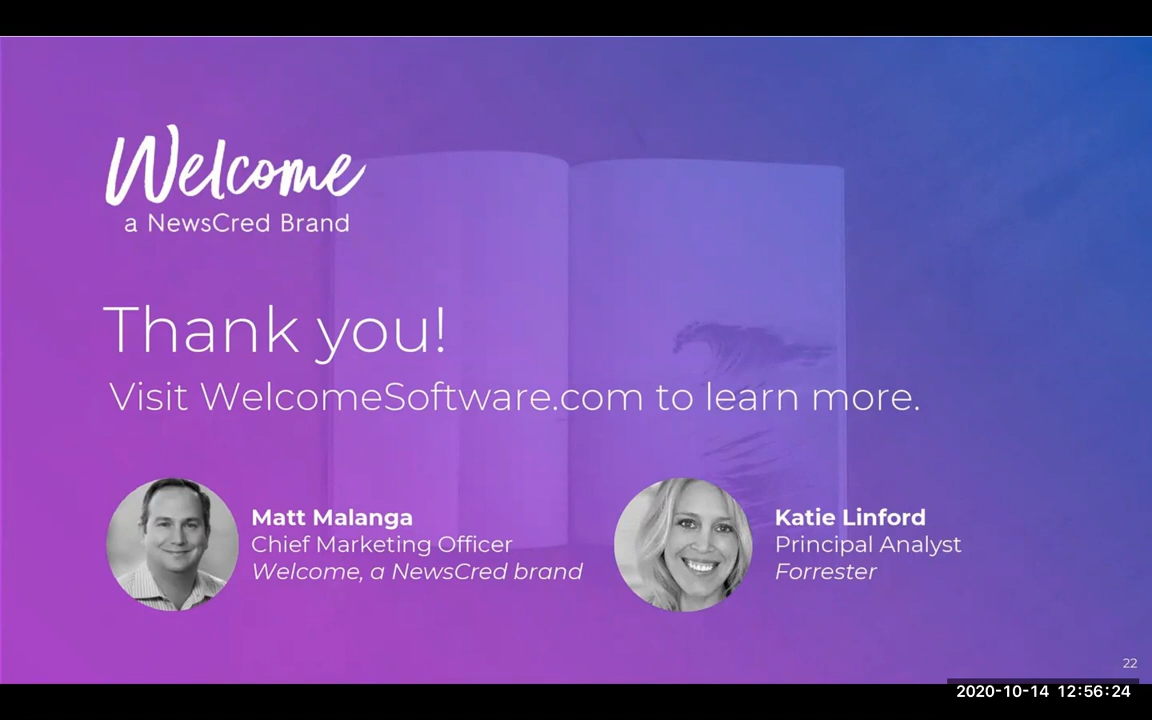 Welcome
a NewsCred Brand
Thank you!
Visit WelcomeSoftware.com to learn more.
Matt Malanga
Chief Marketing Officer
Welcome, a NewsCred brand
Katie Linford
Principal Analyst
Forrester
22
2020-10-14 12:56:24